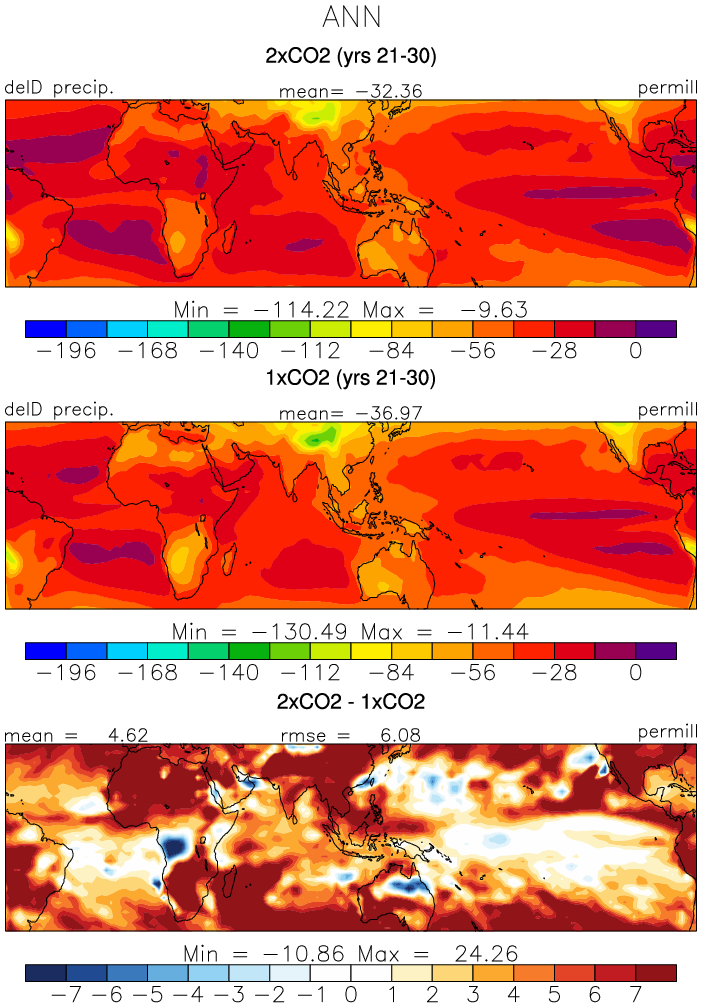 ANN
2xCO2 (yrs 21-30)
delD precip. mean= −32.36 permill
Min = −114.22 Max = −9.63
−196 −168 −140 −112 −84 −56 −28 0
1xCO2 (yrs 21-30)
delD precip. mean= −36.97 permill
Min = −130.49 Max = −11.44
−196 −168 −140 −112 −84 −56 −28 0
2xCO2 - 1xCO2
mean = 4.62 rmse = 6.08 permill
Min = −10.86 Max = 24.26
−7 −6 −5 −4 −3 −2 −1 0 1 2 3 4 5 6 7